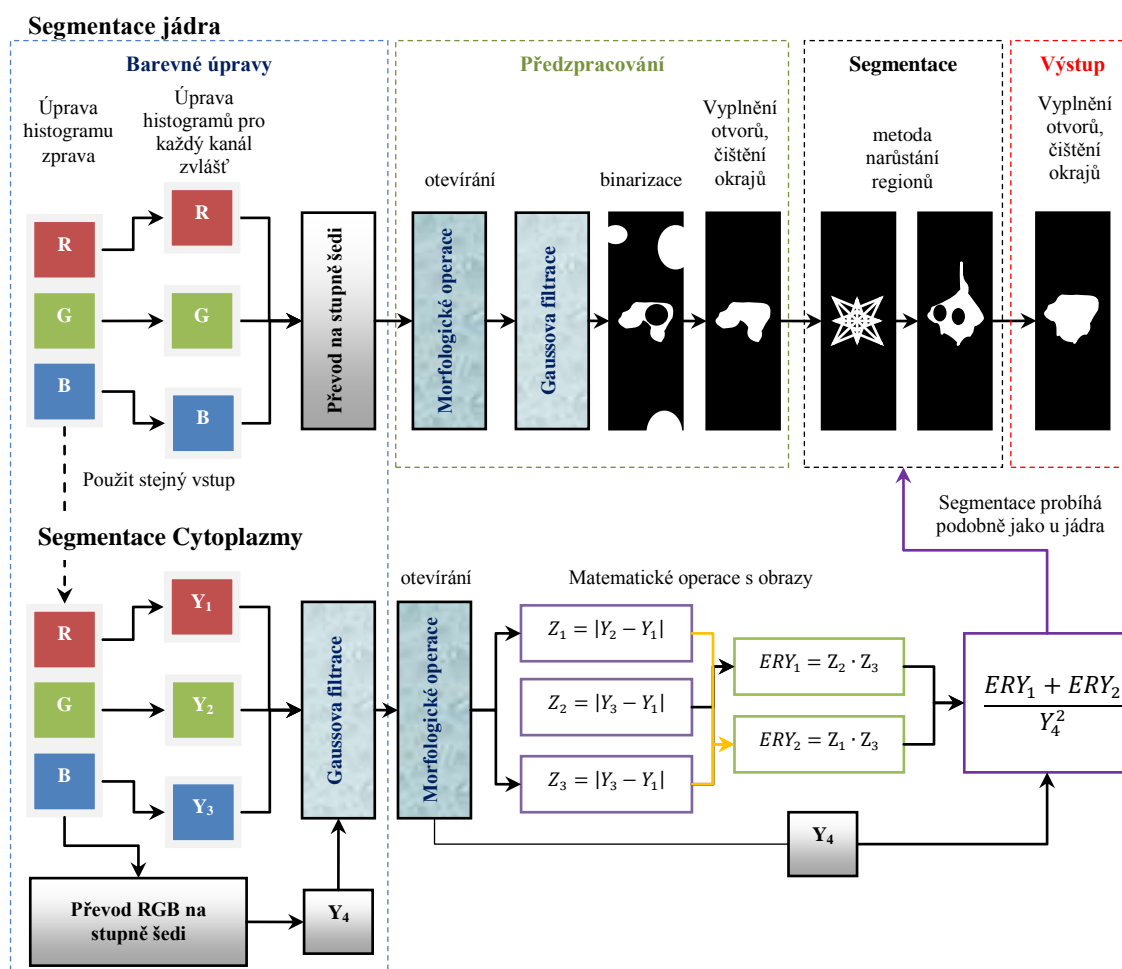 Segmentace jádra
Barevné úpravy
Předzpracování
Segmentace
Výstup
Úprava
histogramu
zprava
Úprava
histogramů pro
každý kanál
zvlášť
otevírání
binarizace
Vyplnění
otvorů,
čištění
okrajů
metoda
narůstání
regionů
Vyplnění
otvorů,
čištění
okrajů
R
G
B
R
G
B
Převod na stupně šedi
Morfologické operace
Gaussova filtrace
Použit stejný vstup
Segmentace probíhá
podobně jako u jádra
Segmentace Cytoplazmy
otevírání
Matematické operace s obrazy
R
G
B
Y₁
Y₂
Y₃
Gaussova filtrace
Morfologické operace
Z₁ = |Y₂ − Y₁|
Z₂ = |Y₃ − Y₁|
Z₃ = |Y₃ − Y₁|
ERY₁ = Z₂ · Z₃
ERY₂ = Z₁ · Z₃
ERY₁ + ERY₂
Y₄²
Y₄
Převod RGB na
stupně šedi
Y₄